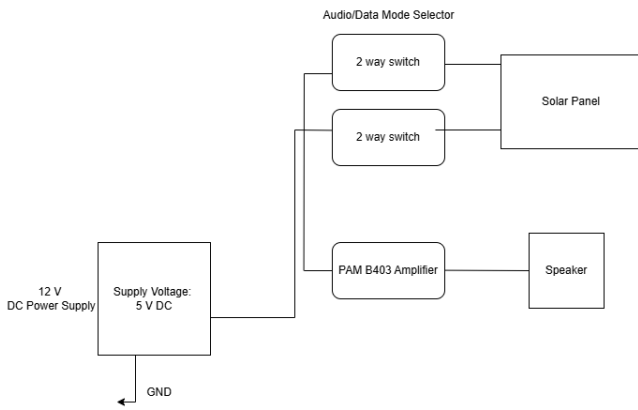 Audio/Data Mode Selector
2 way switch
Solar Panel
2 way switch
PAM B403 Amplifier
Speaker
12 V
DC Power Supply
Supply Voltage:
5 V DC
GND